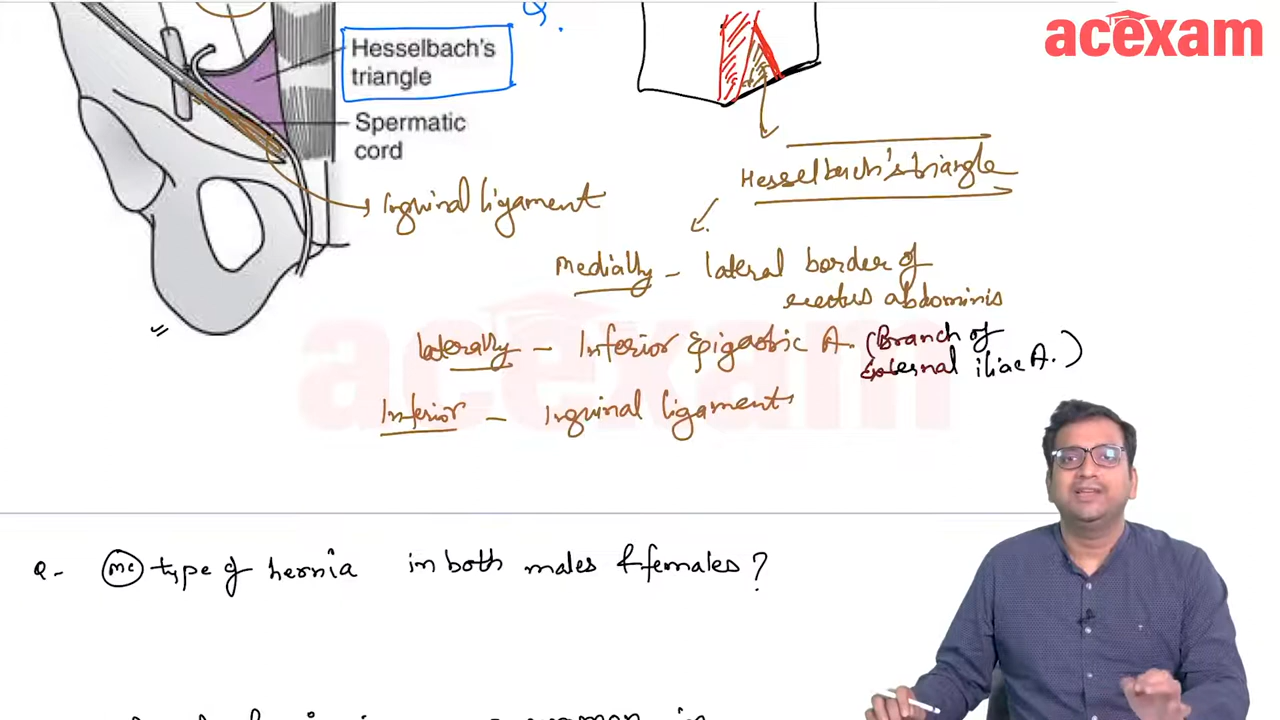 acexam
Q.
Hesselbach's
triangle
Spermatic
cord
Inguinal ligament
Hesselbach's triangle
Medially - lateral border of
rectus abdominis
laterally - Inferior Epigastric A. (Branch of
External iliac A.)
Inferior - Inguinal ligament
acexam
Q - mc type of hernia in both males & females?